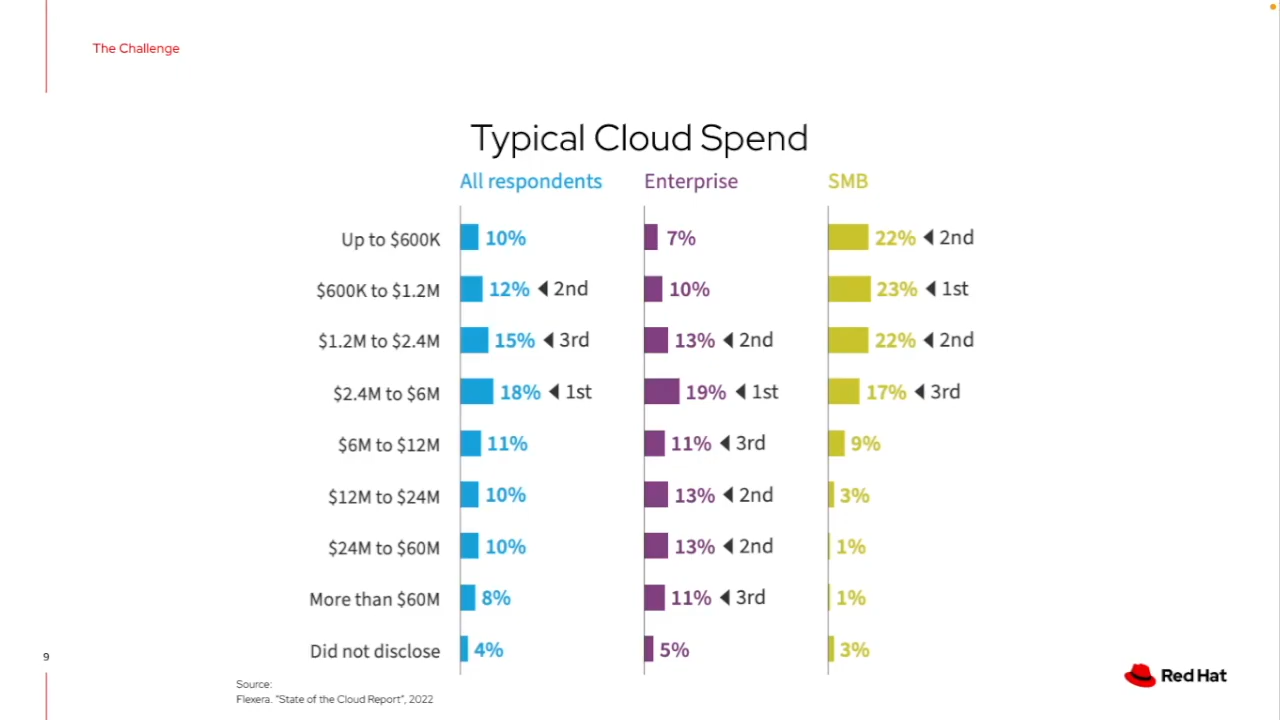 The Challenge
Typical Cloud Spend
All respondents Enterprise SMB
Up to $600K 10% 7% 22% ◀ 2nd
$600K to $1.2M 12% ◀ 2nd 10% 23% ◀ 1st
$1.2M to $2.4M 15% ◀ 3rd 13% ◀ 2nd 22% ◀ 2nd
$2.4M to $6M 18% ◀ 1st 19% ◀ 1st 17% ◀ 3rd
$6M to $12M 11% 11% ◀ 3rd 9%
$12M to $24M 10% 13% ◀ 2nd 3%
$24M to $60M 10% 13% ◀ 2nd 1%
More than $60M 8% 11% ◀ 3rd 1%
Did not disclose 4% 5% 3%
9
Source:
Flexera. "State of the Cloud Report", 2022
Red Hat